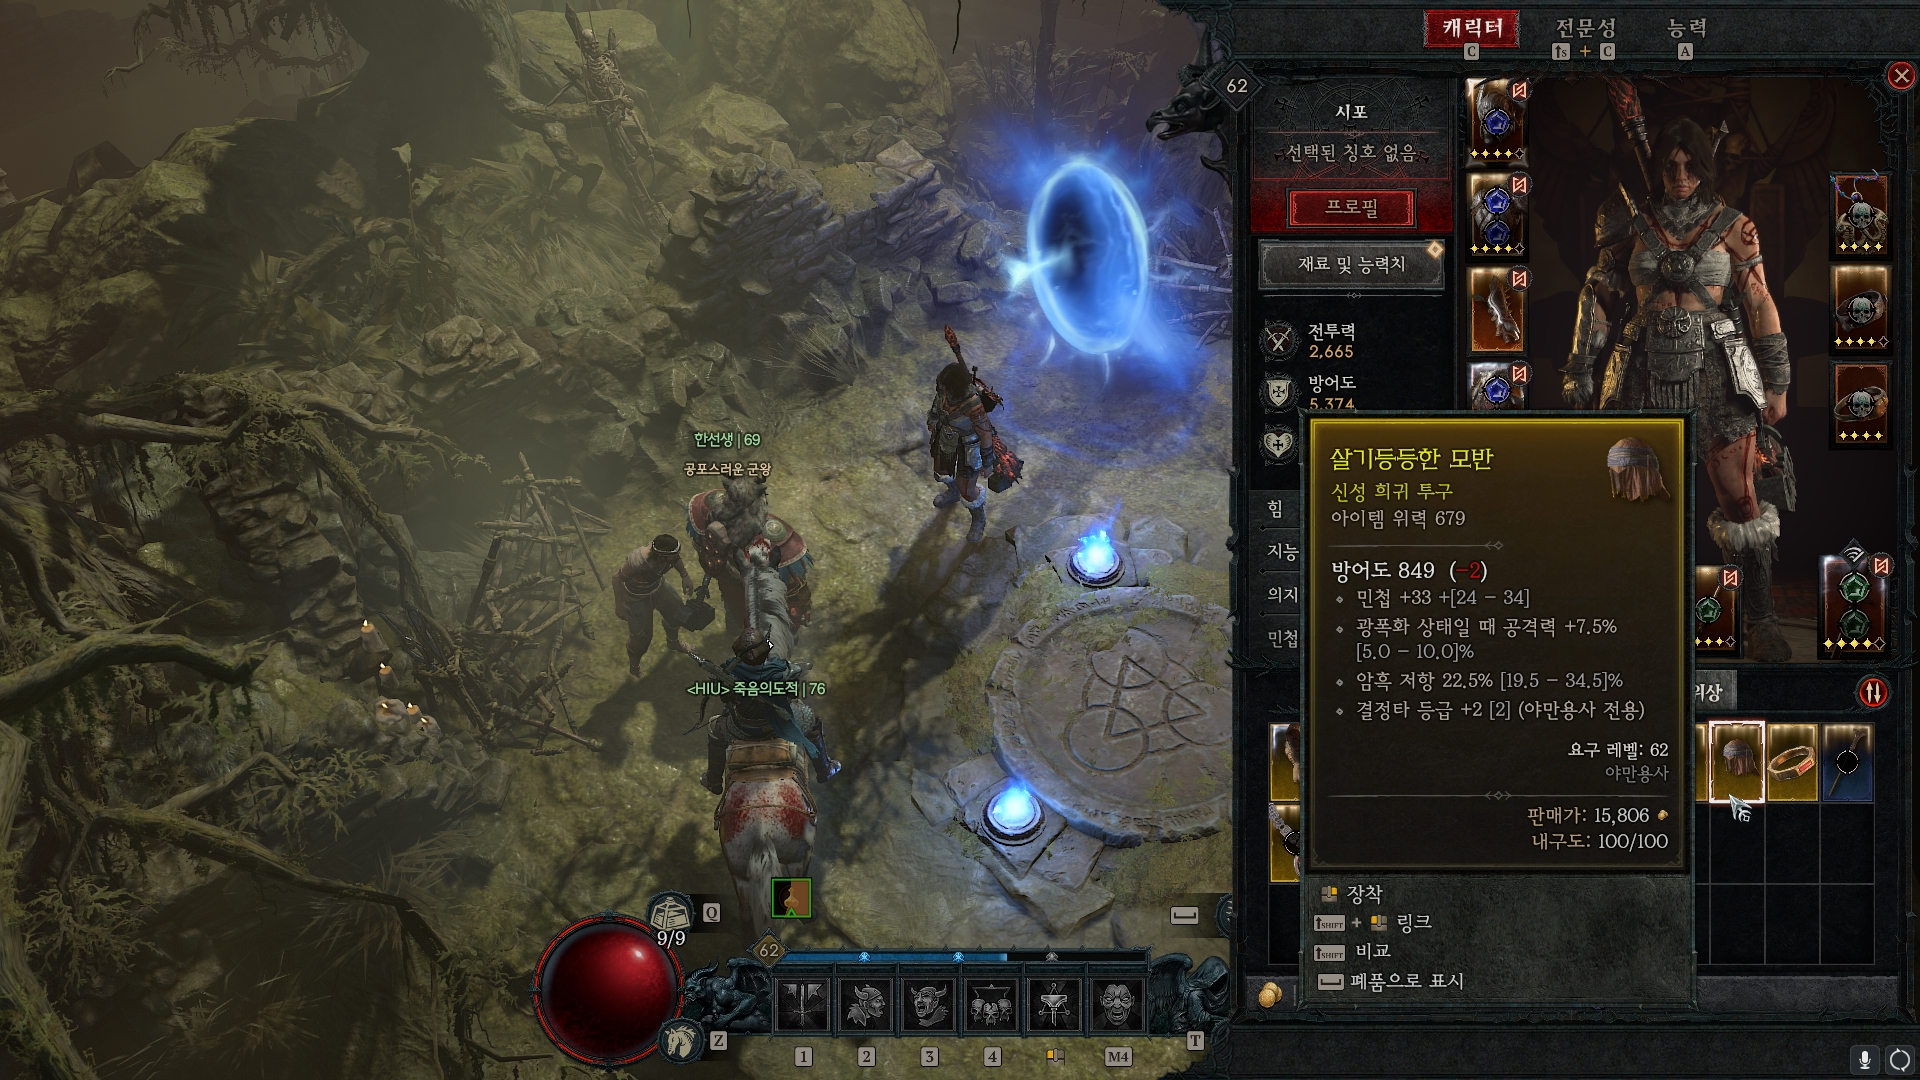 캐릭터
전문성
능력
C
↑s + C
A
62
시포
선택된 칭호 없음
프로필
재료 및 능력치
전투력
2,665
방어도
5,374
힘
지능
의지
민첩
살기등등한 모반
신성 희귀 투구
아이템 위력 679
방어도 849 (-2)
민첩 +33 +[24 - 34]
광폭화 상태일 때 공격력 +7.5%
[5.0 - 10.0]%
암흑 저항 22.5% [19.5 - 34.5]%
결정타 등급 +2 [2] (야만용사 전용)
요구 레벨: 62
야만용사
판매가: 15,806
내구도: 100/100
장착
SHIFT + 링크
SHIFT 비교
폐품으로 표시
위상
한선생 | 69
공포스러운 군왕
<HIU> 죽음의도적 | 76
Q
9/9
62
Z
1
2
3
4
M4
T